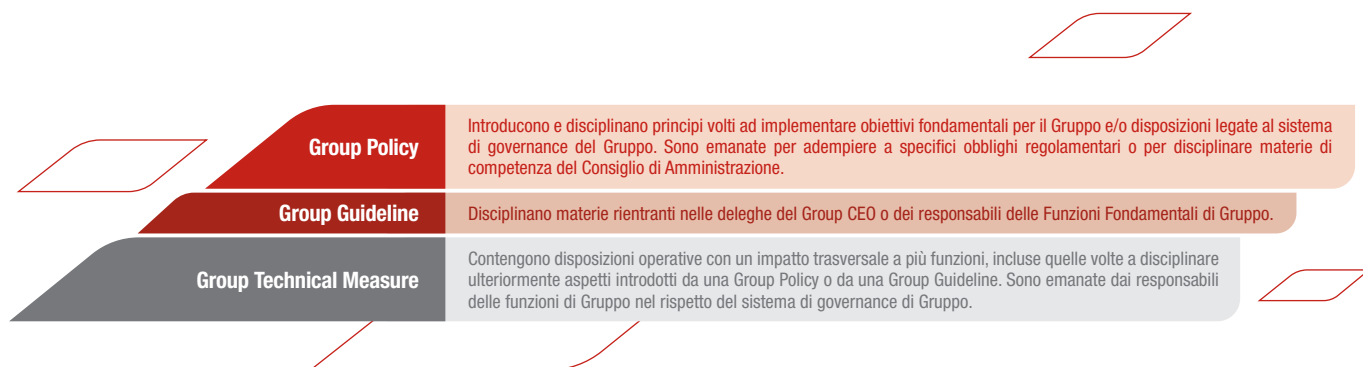 Group Policy
Introducono e disciplinano principi volti ad implementare obiettivi fondamentali per il Gruppo e/o disposizioni legate al sistema
di governance del Gruppo. Sono emanate per adempiere a specifici obblighi regolamentari o per disciplinare materie di
competenza del Consiglio di Amministrazione.
Group Guideline
Disciplinano materie rientranti nelle deleghe del Group CEO o dei responsabili delle Funzioni Fondamentali di Gruppo.
Group Technical Measure
Contengono disposizioni operative con un impatto trasversale a più funzioni, incluse quelle volte a disciplinare
ulteriormente aspetti introdotti da una Group Policy o da una Group Guideline. Sono emanate dai responsabili
delle funzioni di Gruppo nel rispetto del sistema di governance di Gruppo.